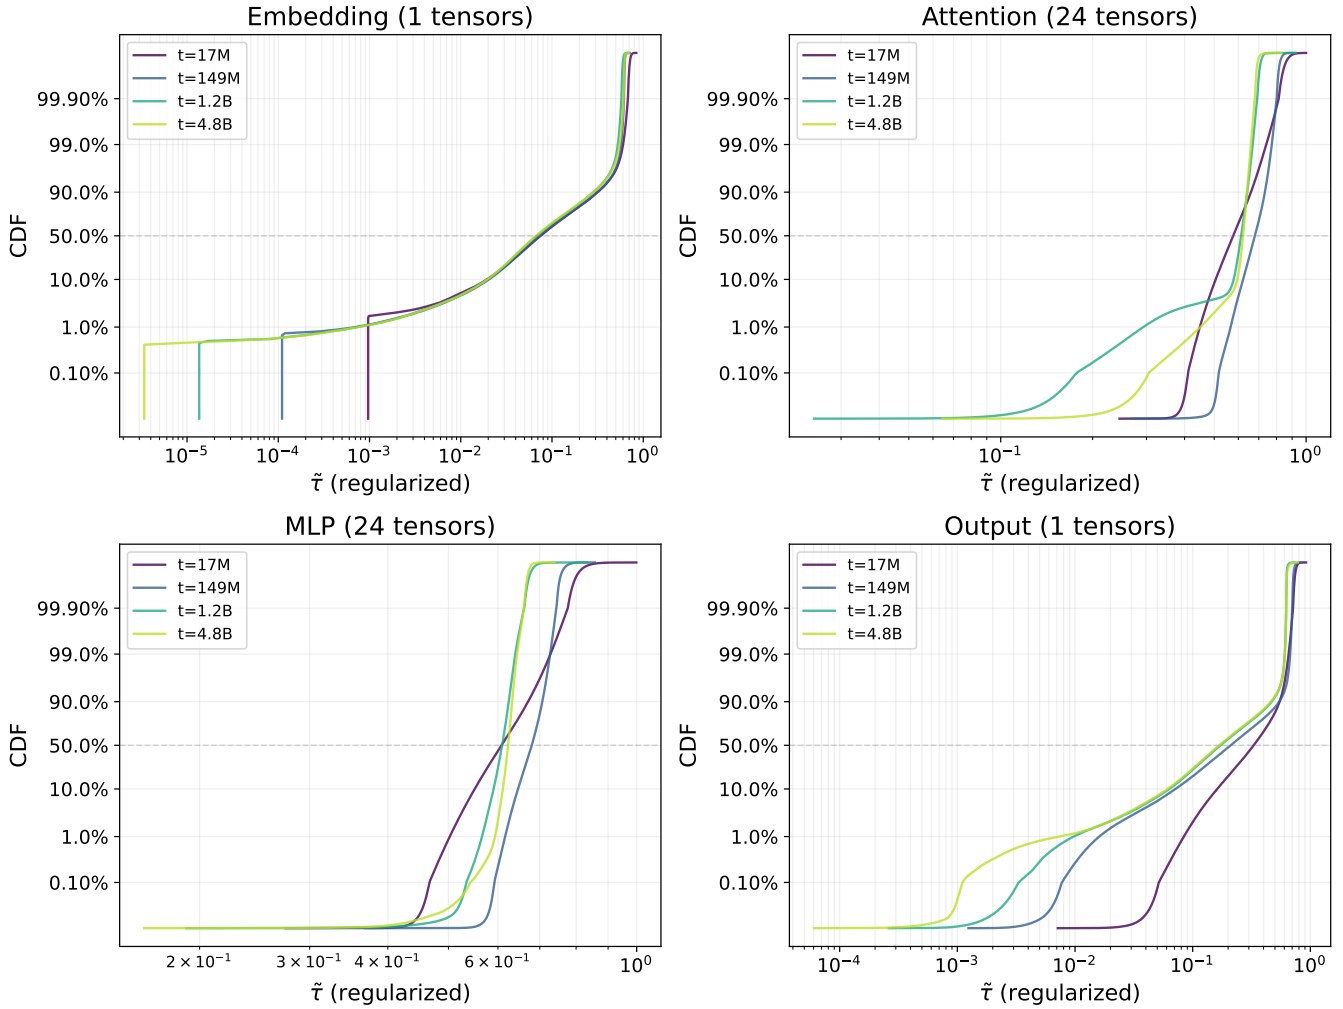 Embedding (1 tensors)
t=17M
t=149M
t=1.2B
t=4.8B
CDF
99.90%
99.0%
90.0%
50.0%
10.0%
1.0%
0.10%
10⁻⁵ 10⁻⁴ 10⁻³ 10⁻² 10⁻¹ 10⁰
τ̃ (regularized)
Attention (24 tensors)
t=17M
t=149M
t=1.2B
t=4.8B
CDF
99.90%
99.0%
90.0%
50.0%
10.0%
1.0%
0.10%
10⁻¹ 10⁰
τ̃ (regularized)
MLP (24 tensors)
t=17M
t=149M
t=1.2B
t=4.8B
CDF
99.90%
99.0%
90.0%
50.0%
10.0%
1.0%
0.10%
2 × 10⁻¹ 3 × 10⁻¹ 4 × 10⁻¹ 6 × 10⁻¹ 10⁰
τ̃ (regularized)
Output (1 tensors)
t=17M
t=149M
t=1.2B
t=4.8B
CDF
99.90%
99.0%
90.0%
50.0%
10.0%
1.0%
0.10%
10⁻⁴ 10⁻³ 10⁻² 10⁻¹ 10⁰
τ̃ (regularized)